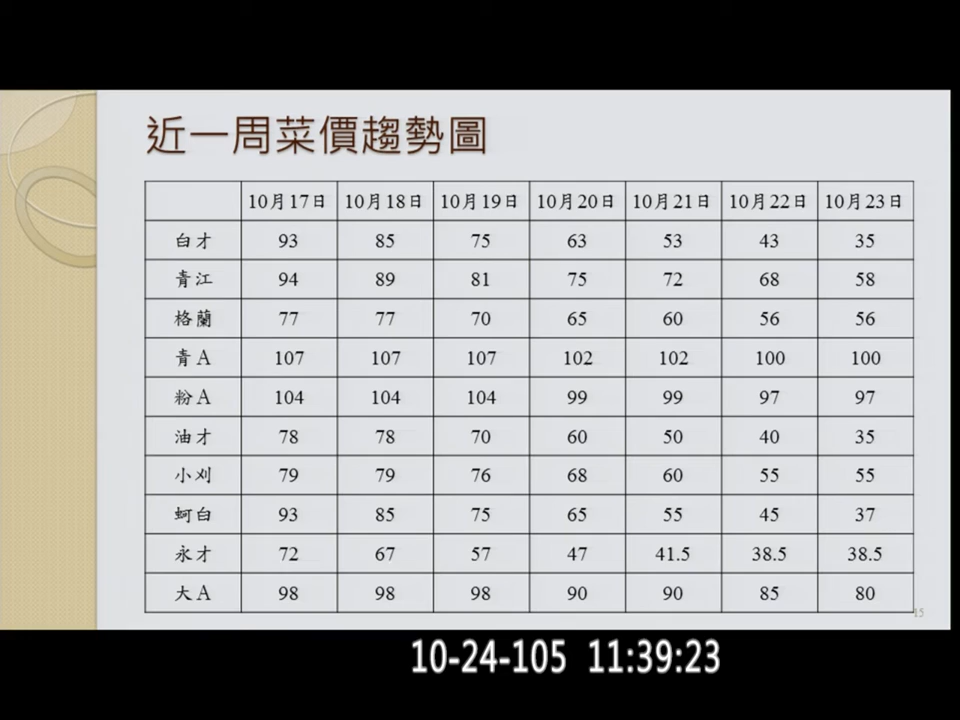 近一周菜價趨勢圖
10月17日 10月18日 10月19日 10月20日 10月21日 10月22日 10月23日
白才 93 85 75 63 53 43 35
青江 94 89 81 75 72 68 58
格蘭 77 77 70 65 60 56 56
青A 107 107 107 102 102 100 100
粉A 104 104 104 99 99 97 97
油才 78 78 70 60 50 40 35
小刈 79 79 76 68 60 55 55
蚵白 93 85 75 65 55 45 37
永才 72 67 57 47 41.5 38.5 38.5
大A 98 98 98 90 90 85 80
15
10-24-105 11:39:23